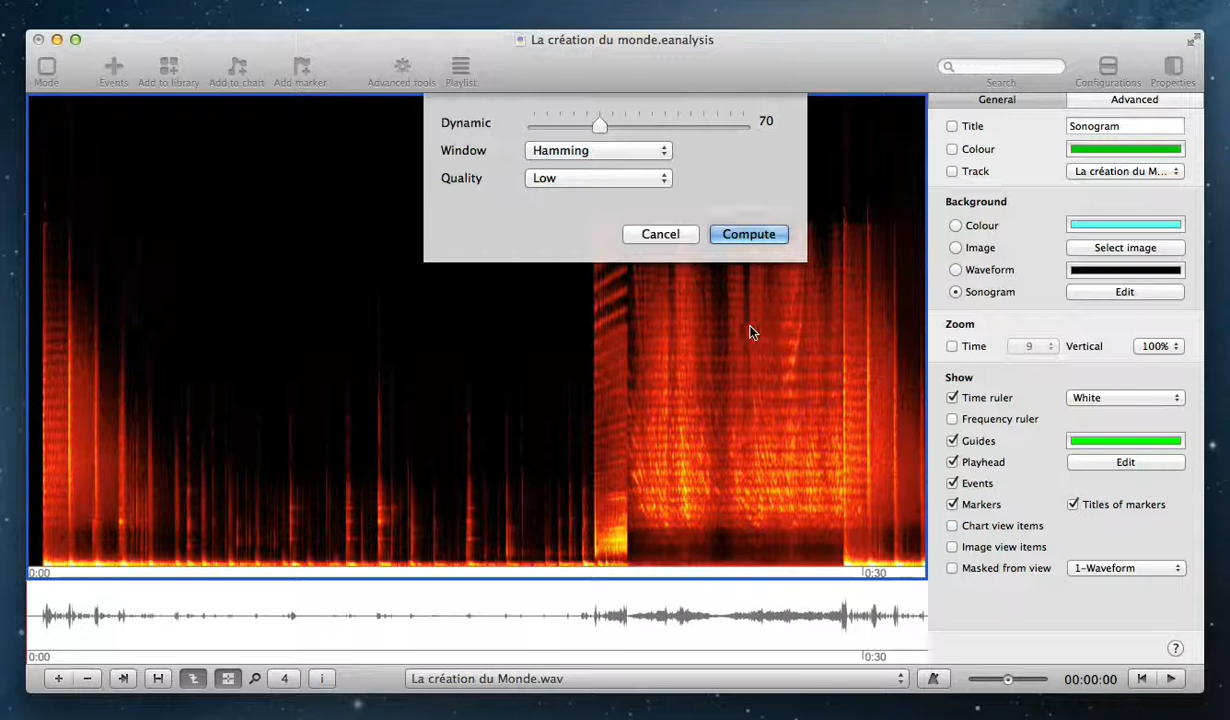 La création du monde.eanalysis
Mode
Events
Add to library
Add to chart
Add marker
Advanced tools
Playlist
Search
Configurations
Properties
General
Advanced
Dynamic
70
Window
Hamming
Quality
Low
Cancel
Compute
Title
Sonogram
Colour
Track
La création du M...
Background
Colour
Image
Select image
Waveform
Sonogram
Edit
Zoom
Time
9
Vertical
100%
Show
Time ruler
White
Frequency ruler
Guides
Playhead
Edit
Events
Markers
Titles of markers
Chart view items
Image view items
Masked from view
1-Waveform
0:00
0:30
0:00
0:30
?
4
i
La création du Monde.wav
00:00:00